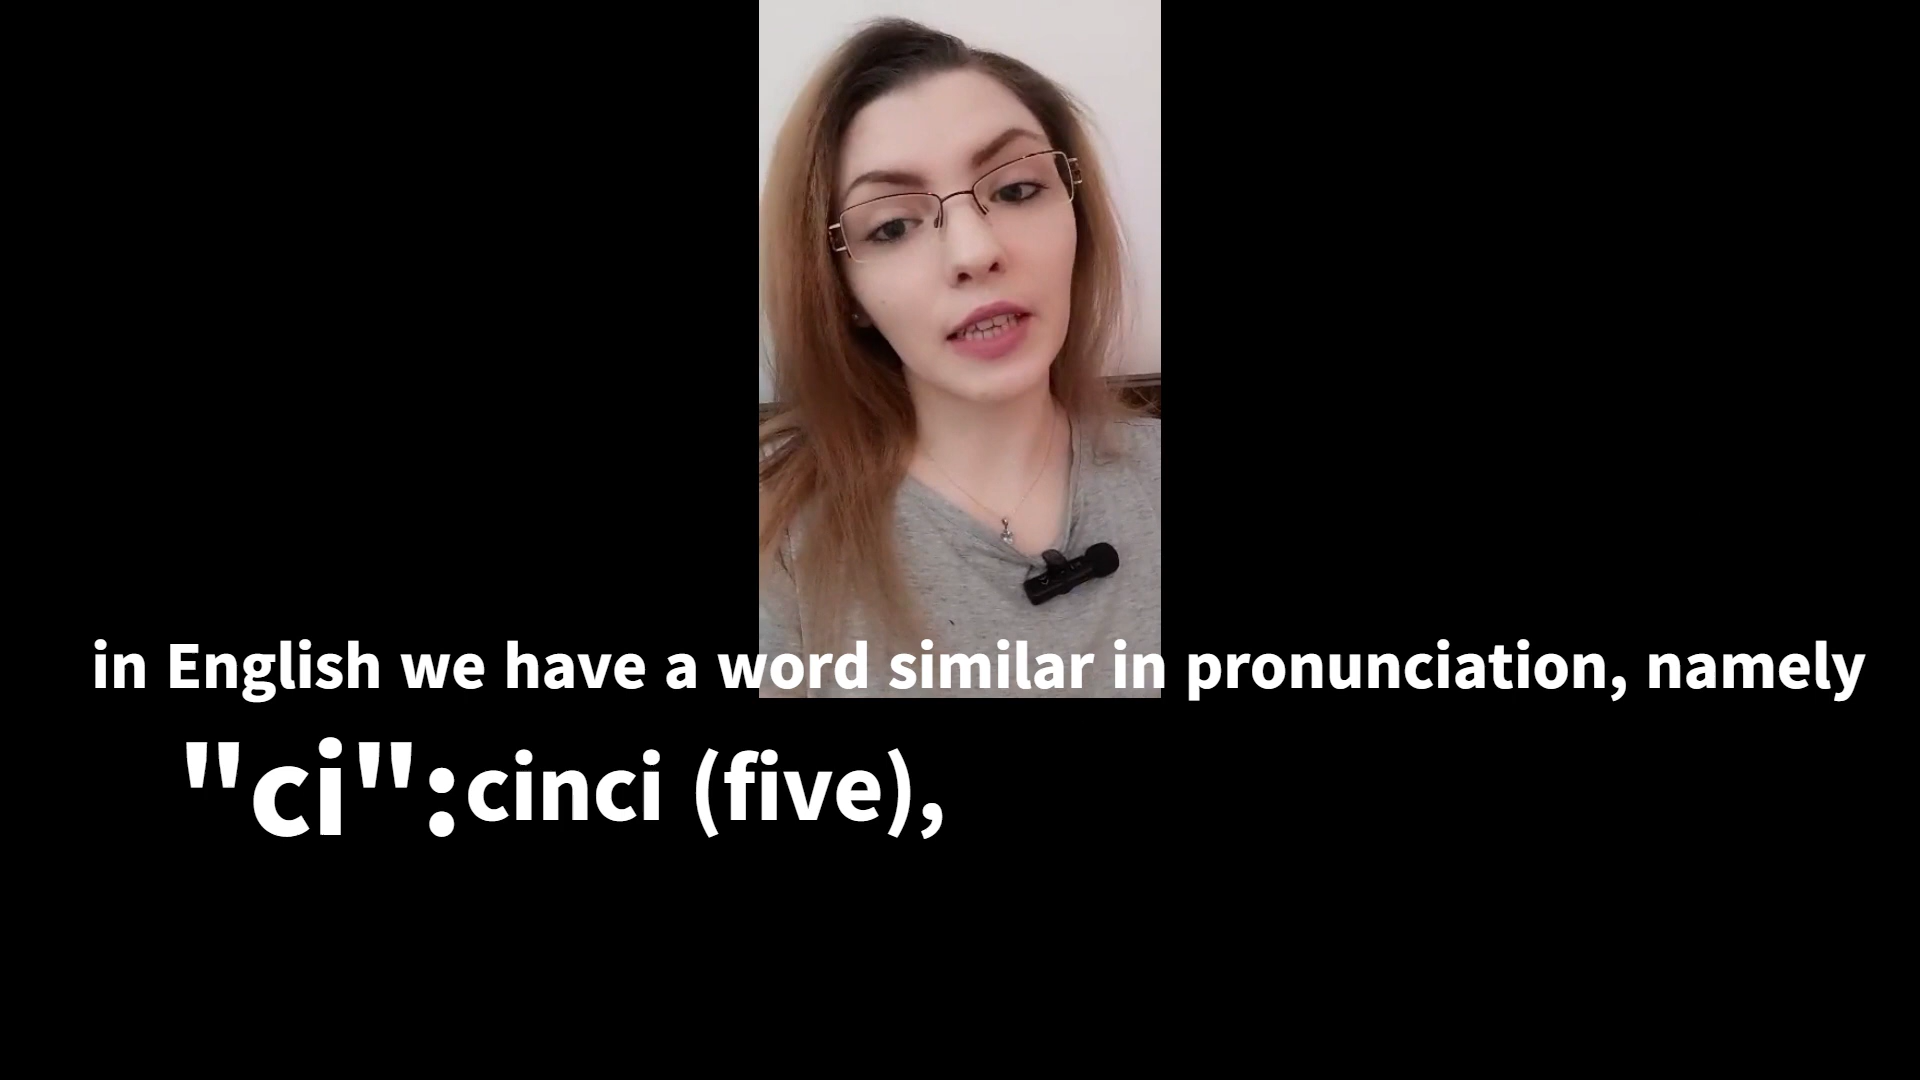 in English we have a word similar in pronunciation, namely
"ci":cinci (five),